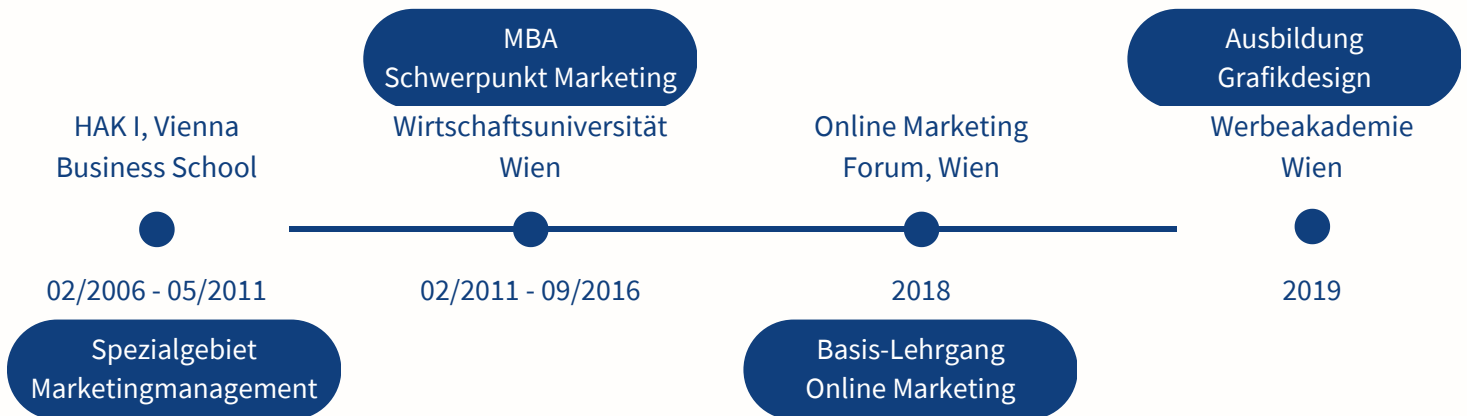 HAK I, Vienna
Business School
02/2006 - 05/2011
Spezialgebiet
Marketingmanagement
MBA
Schwerpunkt Marketing
Wirtschaftsuniversität
Wien
02/2011 - 09/2016
Online Marketing
Forum, Wien
2018
Basis-Lehrgang
Online Marketing
Ausbildung
Grafikdesign
Werbeakademie
Wien
2019